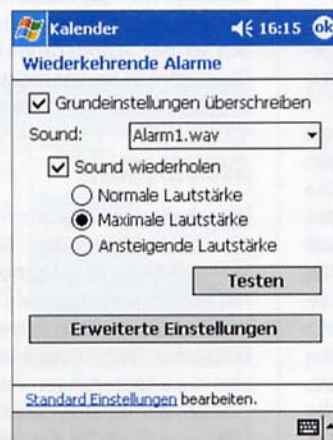 Kalender 16:15 ok
Wiederkehrende Alarme
Grundeinstellungen überschreiben
Sound: Alarm1.wav
Sound wiederholen
Normale Lautstärke
Maximale Lautstärke
Ansteigende Lautstärke
Testen
Erweiterte Einstellungen
Standard Einstellungen bearbeiten.